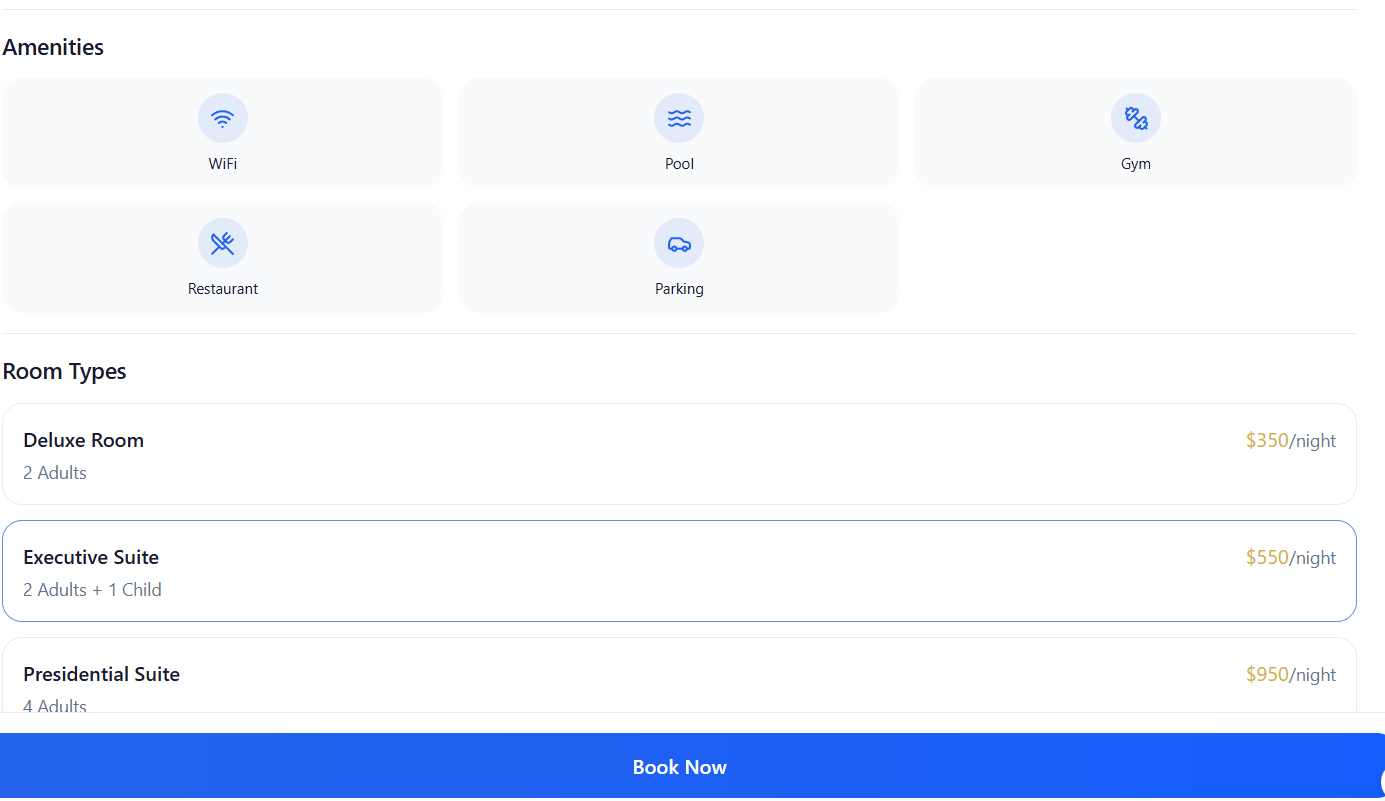 Amenities
WiFi
Pool
Gym
Restaurant
Parking
Room Types
Deluxe Room
$350/night
2 Adults
Executive Suite
$550/night
2 Adults + 1 Child
Presidential Suite
$950/night
4 Adults
Book Now